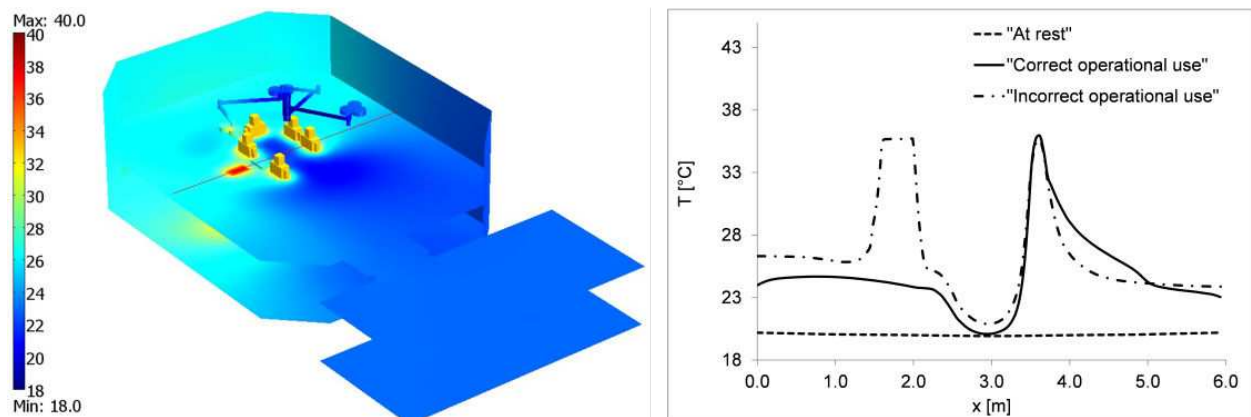 Max: 40.0
40
38
36
34
32
30
28
26
24
22
20
18
Min: 18.0
43
38
33
28
23
18
T [°C]
"At rest"
"Correct operational use"
"Incorrect operational use"
0.0 1.0 2.0 3.0 4.0 5.0 6.0
x [m]